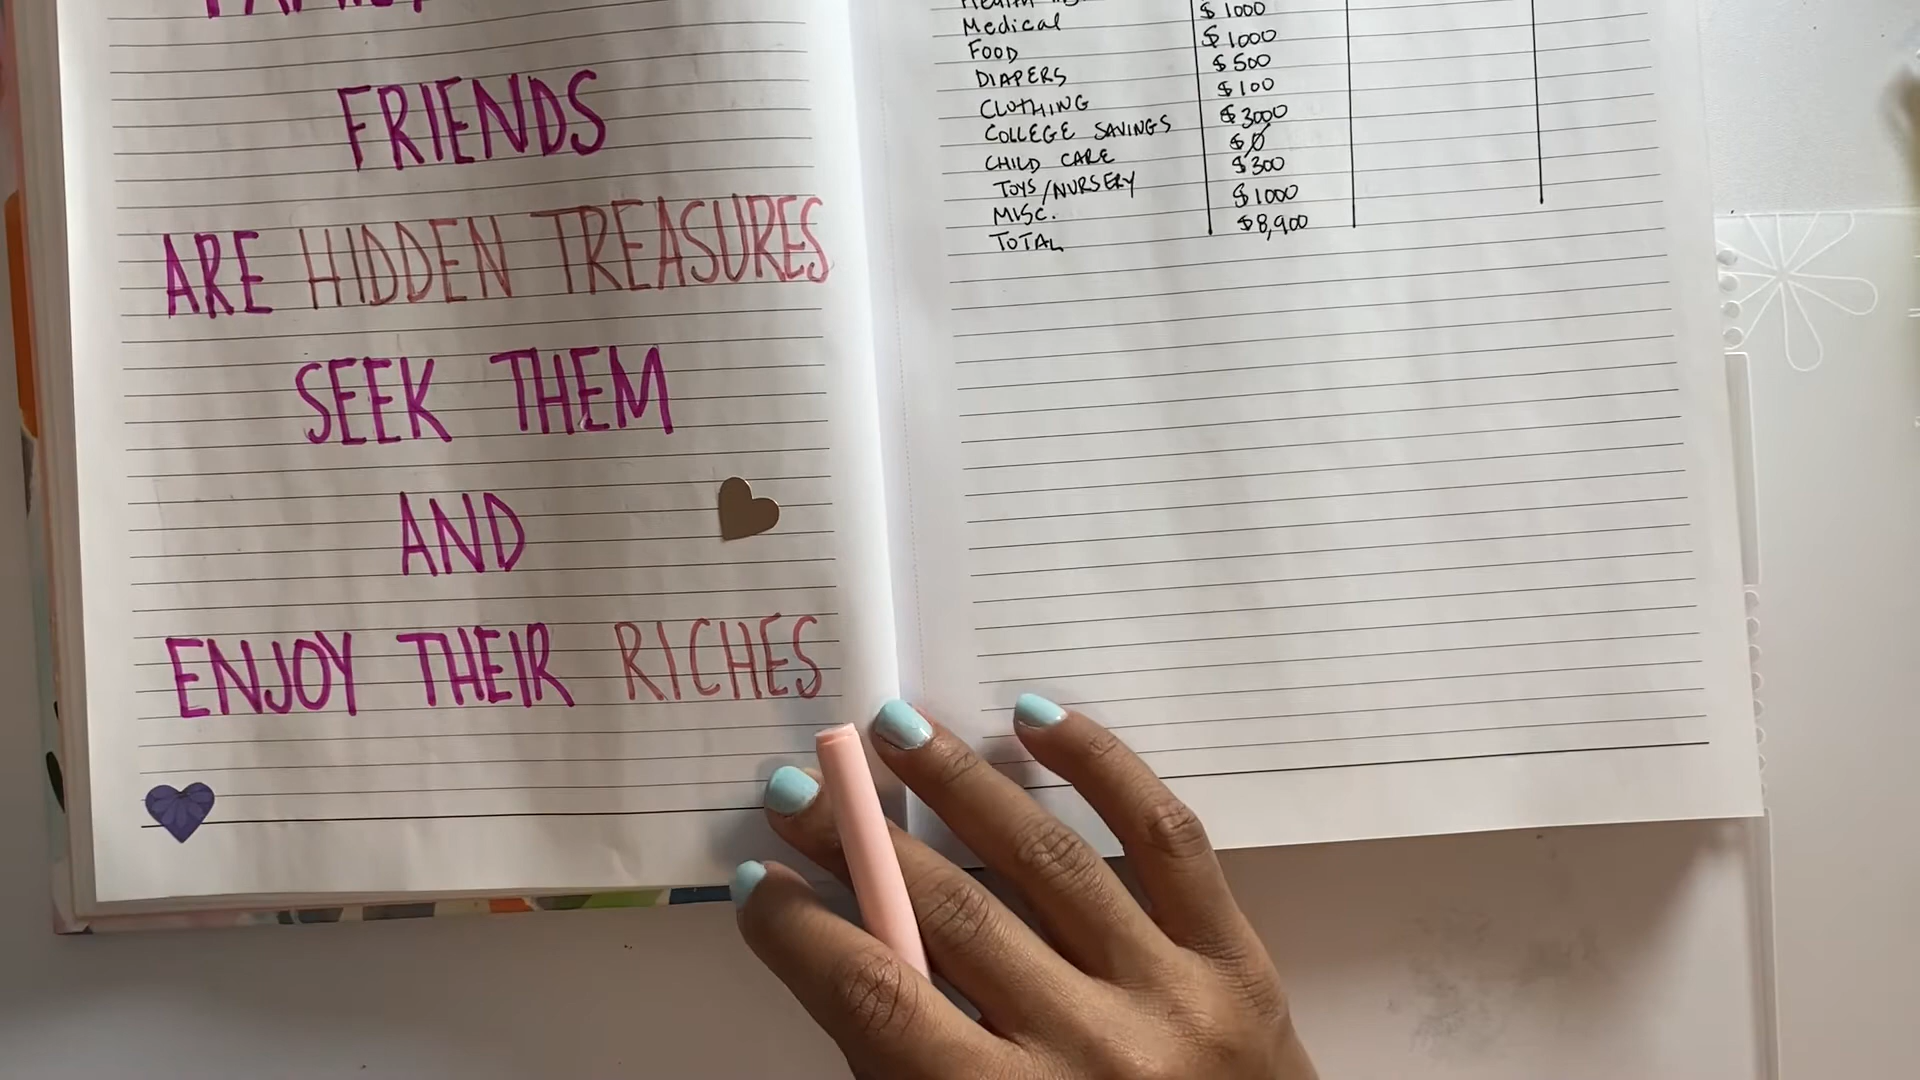 FRIENDS
ARE HIDDEN TREASURES
SEEK THEM
AND
ENJOY THEIR RICHES
Medical $1000
FOOD $1000
DIAPERS $500
CLOTHING $100
COLLEGE SAVINGS $3000
CHILD CARE $0
TOYS/NURSERY $300
MISC. $1000
TOTAL $8,900